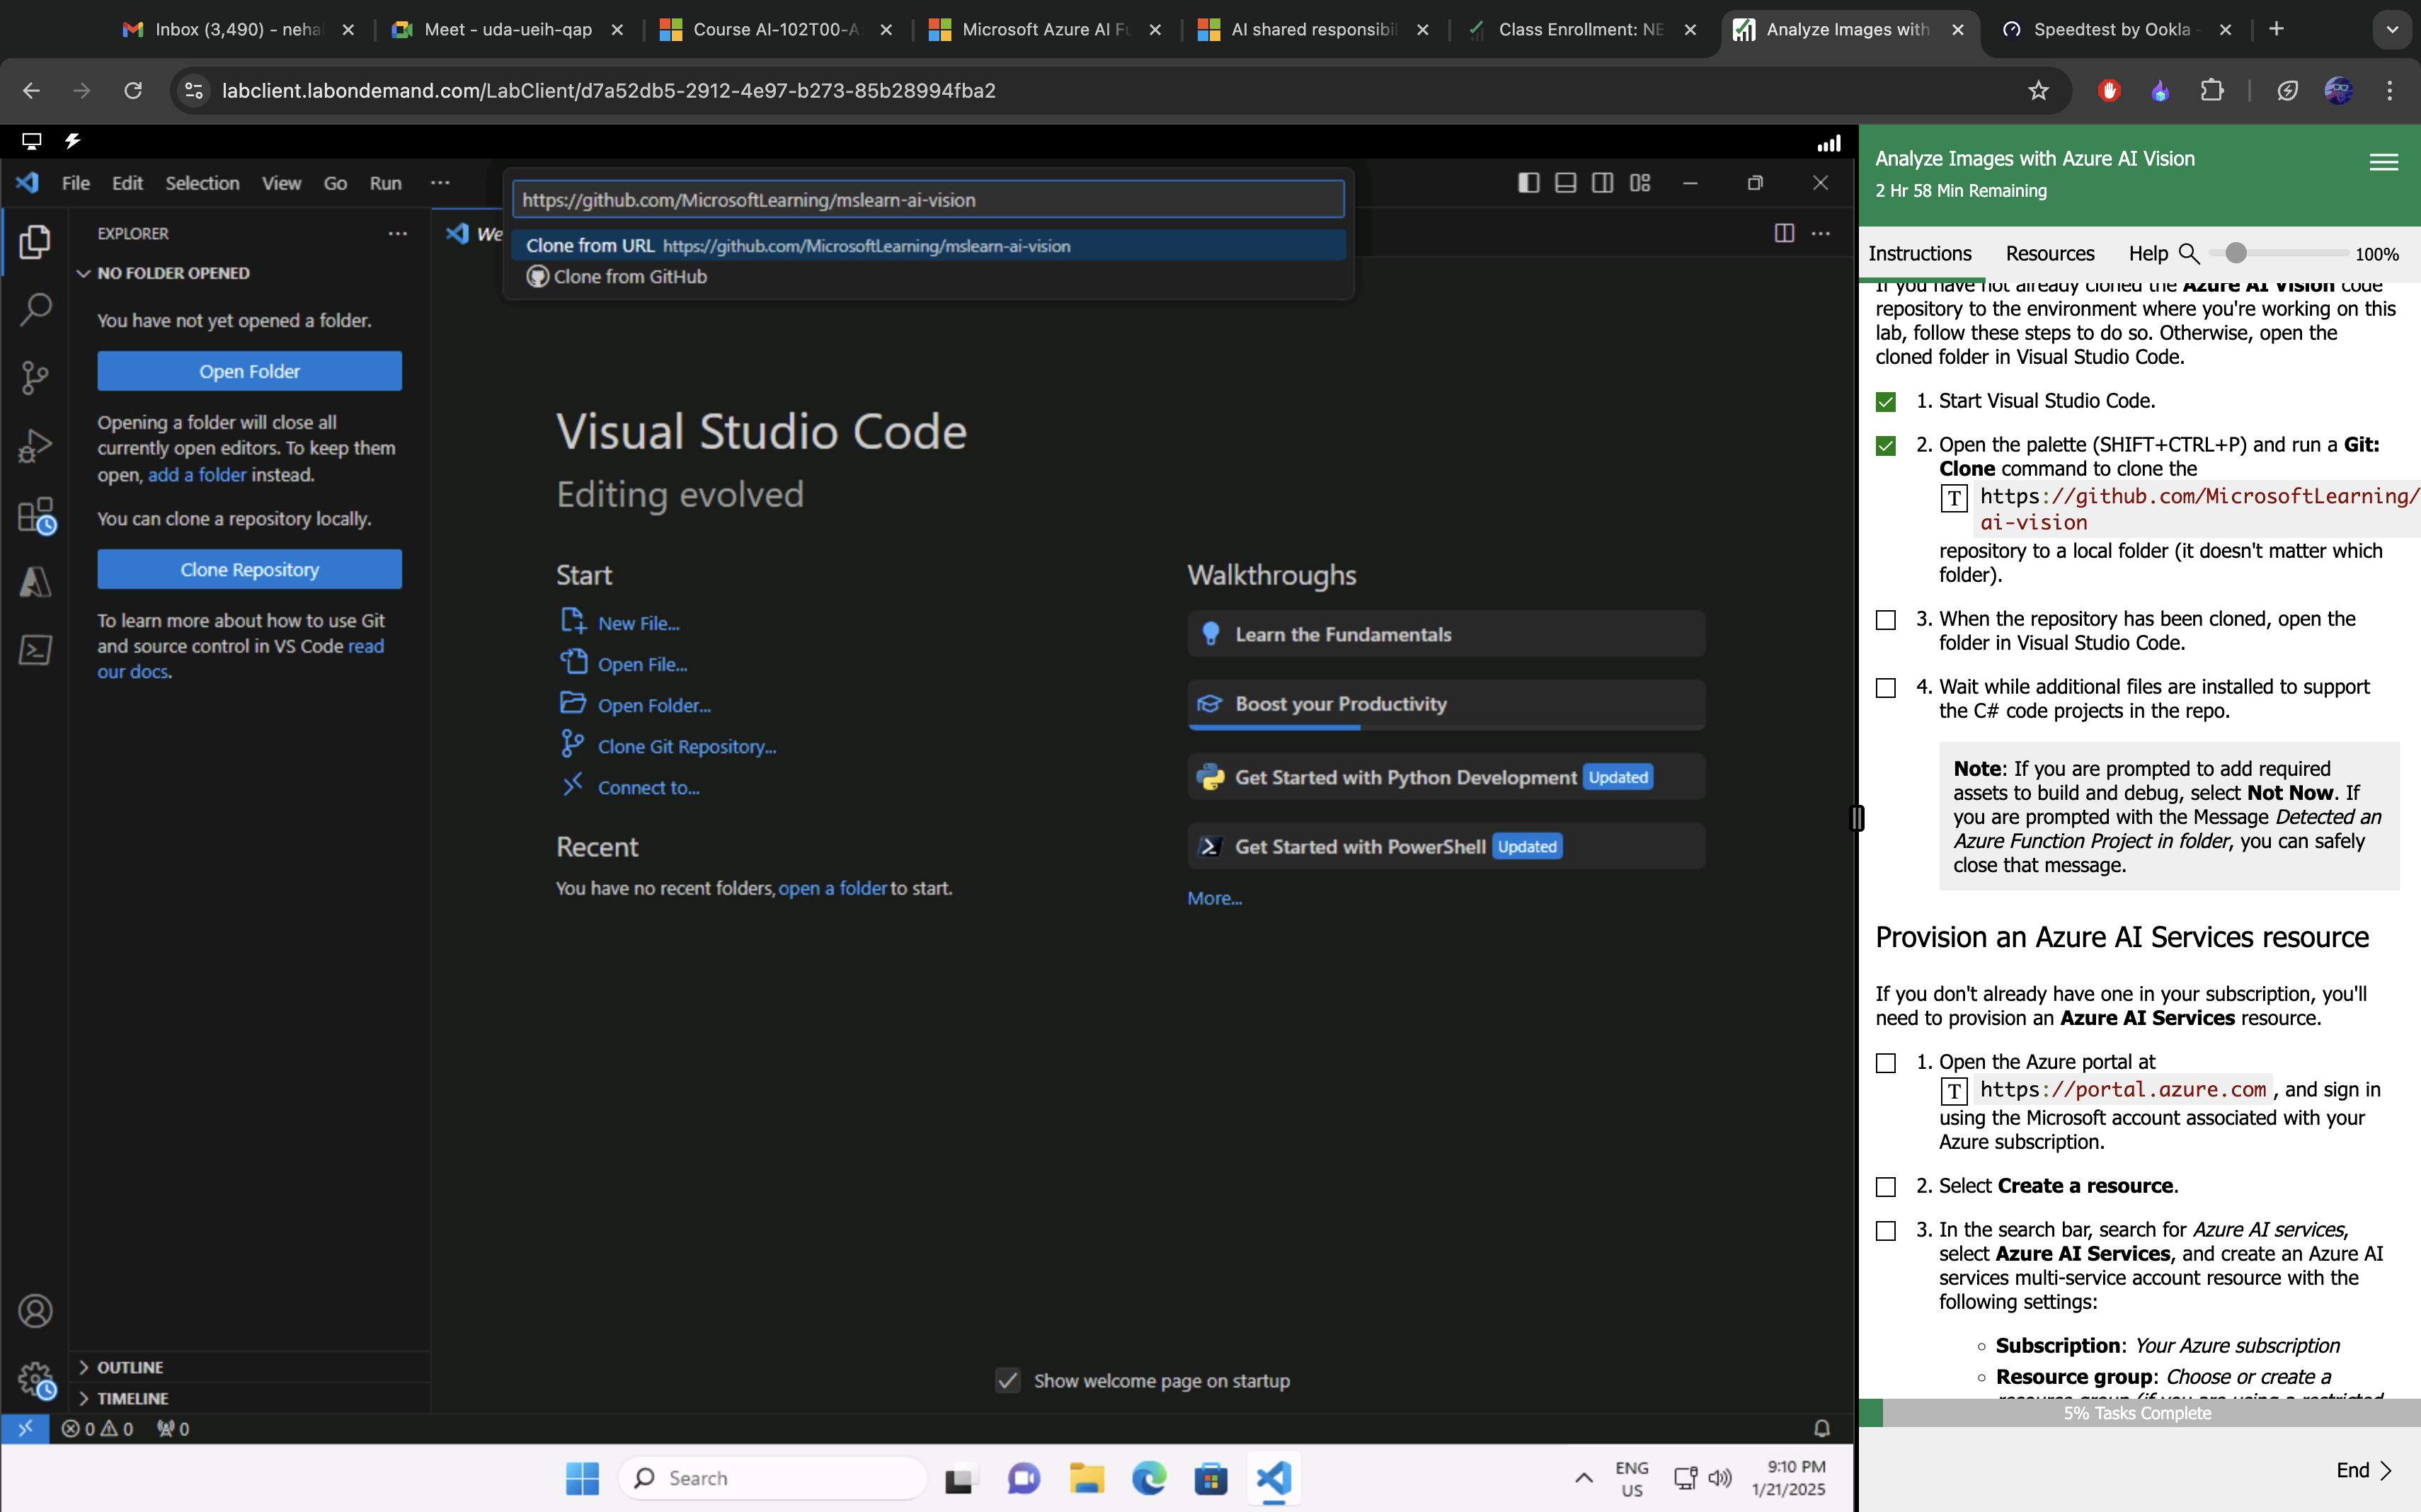 Inbox (3,490) - neha
Meet - uda-ueih-qap
Course AI-102T00-A
Microsoft Azure AI Fu
AI shared responsibil
Class Enrollment: NE
Analyze Images with
Speedtest by Ookla -
labclient.labondemand.com/LabClient/d7a52db5-2912-4e97-b273-85b28994fba2
File Edit Selection View Go Run ···
https://github.com/MicrosoftLearning/mslearn-ai-vision
Clone from URL https://github.com/MicrosoftLearning/mslearn-ai-vision
Clone from GitHub
EXPLORER
We
NO FOLDER OPENED
You have not yet opened a folder.
Open Folder
Opening a folder will close all
currently open editors. To keep them
open, add a folder instead.
You can clone a repository locally.
Clone Repository
To learn more about how to use Git
and source control in VS Code read
our docs.
OUTLINE
TIMELINE
Visual Studio Code
Editing evolved
Start
New File...
Open File...
Open Folder...
Clone Git Repository...
Connect to...
Recent
You have no recent folders, open a folder to start.
Walkthroughs
Learn the Fundamentals
Boost your Productivity
Get Started with Python Development Updated
Get Started with PowerShell Updated
More...
Show welcome page on startup
0 0 0
Search
ENG
US
9:10 PM
1/21/2025
Analyze Images with Azure AI Vision
2 Hr 58 Min Remaining
Instructions Resources Help 100%
If you have not already cloned the Azure AI Vision code
repository to the environment where you're working on this
lab, follow these steps to do so. Otherwise, open the
cloned folder in Visual Studio Code.
1. Start Visual Studio Code.
2. Open the palette (SHIFT+CTRL+P) and run a Git:
Clone command to clone the
T https://github.com/MicrosoftLearning/
ai-vision
repository to a local folder (it doesn't matter which
folder).
3. When the repository has been cloned, open the
folder in Visual Studio Code.
4. Wait while additional files are installed to support
the C# code projects in the repo.
Note: If you are prompted to add required
assets to build and debug, select Not Now. If
you are prompted with the Message Detected an
Azure Function Project in folder, you can safely
close that message.
Provision an Azure AI Services resource
If you don't already have one in your subscription, you'll
need to provision an Azure AI Services resource.
1. Open the Azure portal at
T https://portal.azure.com, and sign in
using the Microsoft account associated with your
Azure subscription.
2. Select Create a resource.
3. In the search bar, search for Azure AI services,
select Azure AI Services, and create an Azure AI
services multi-service account resource with the
following settings:
Subscription: Your Azure subscription
Resource group: Choose or create a
resource group (if you are using a restricted
5% Tasks Complete
End